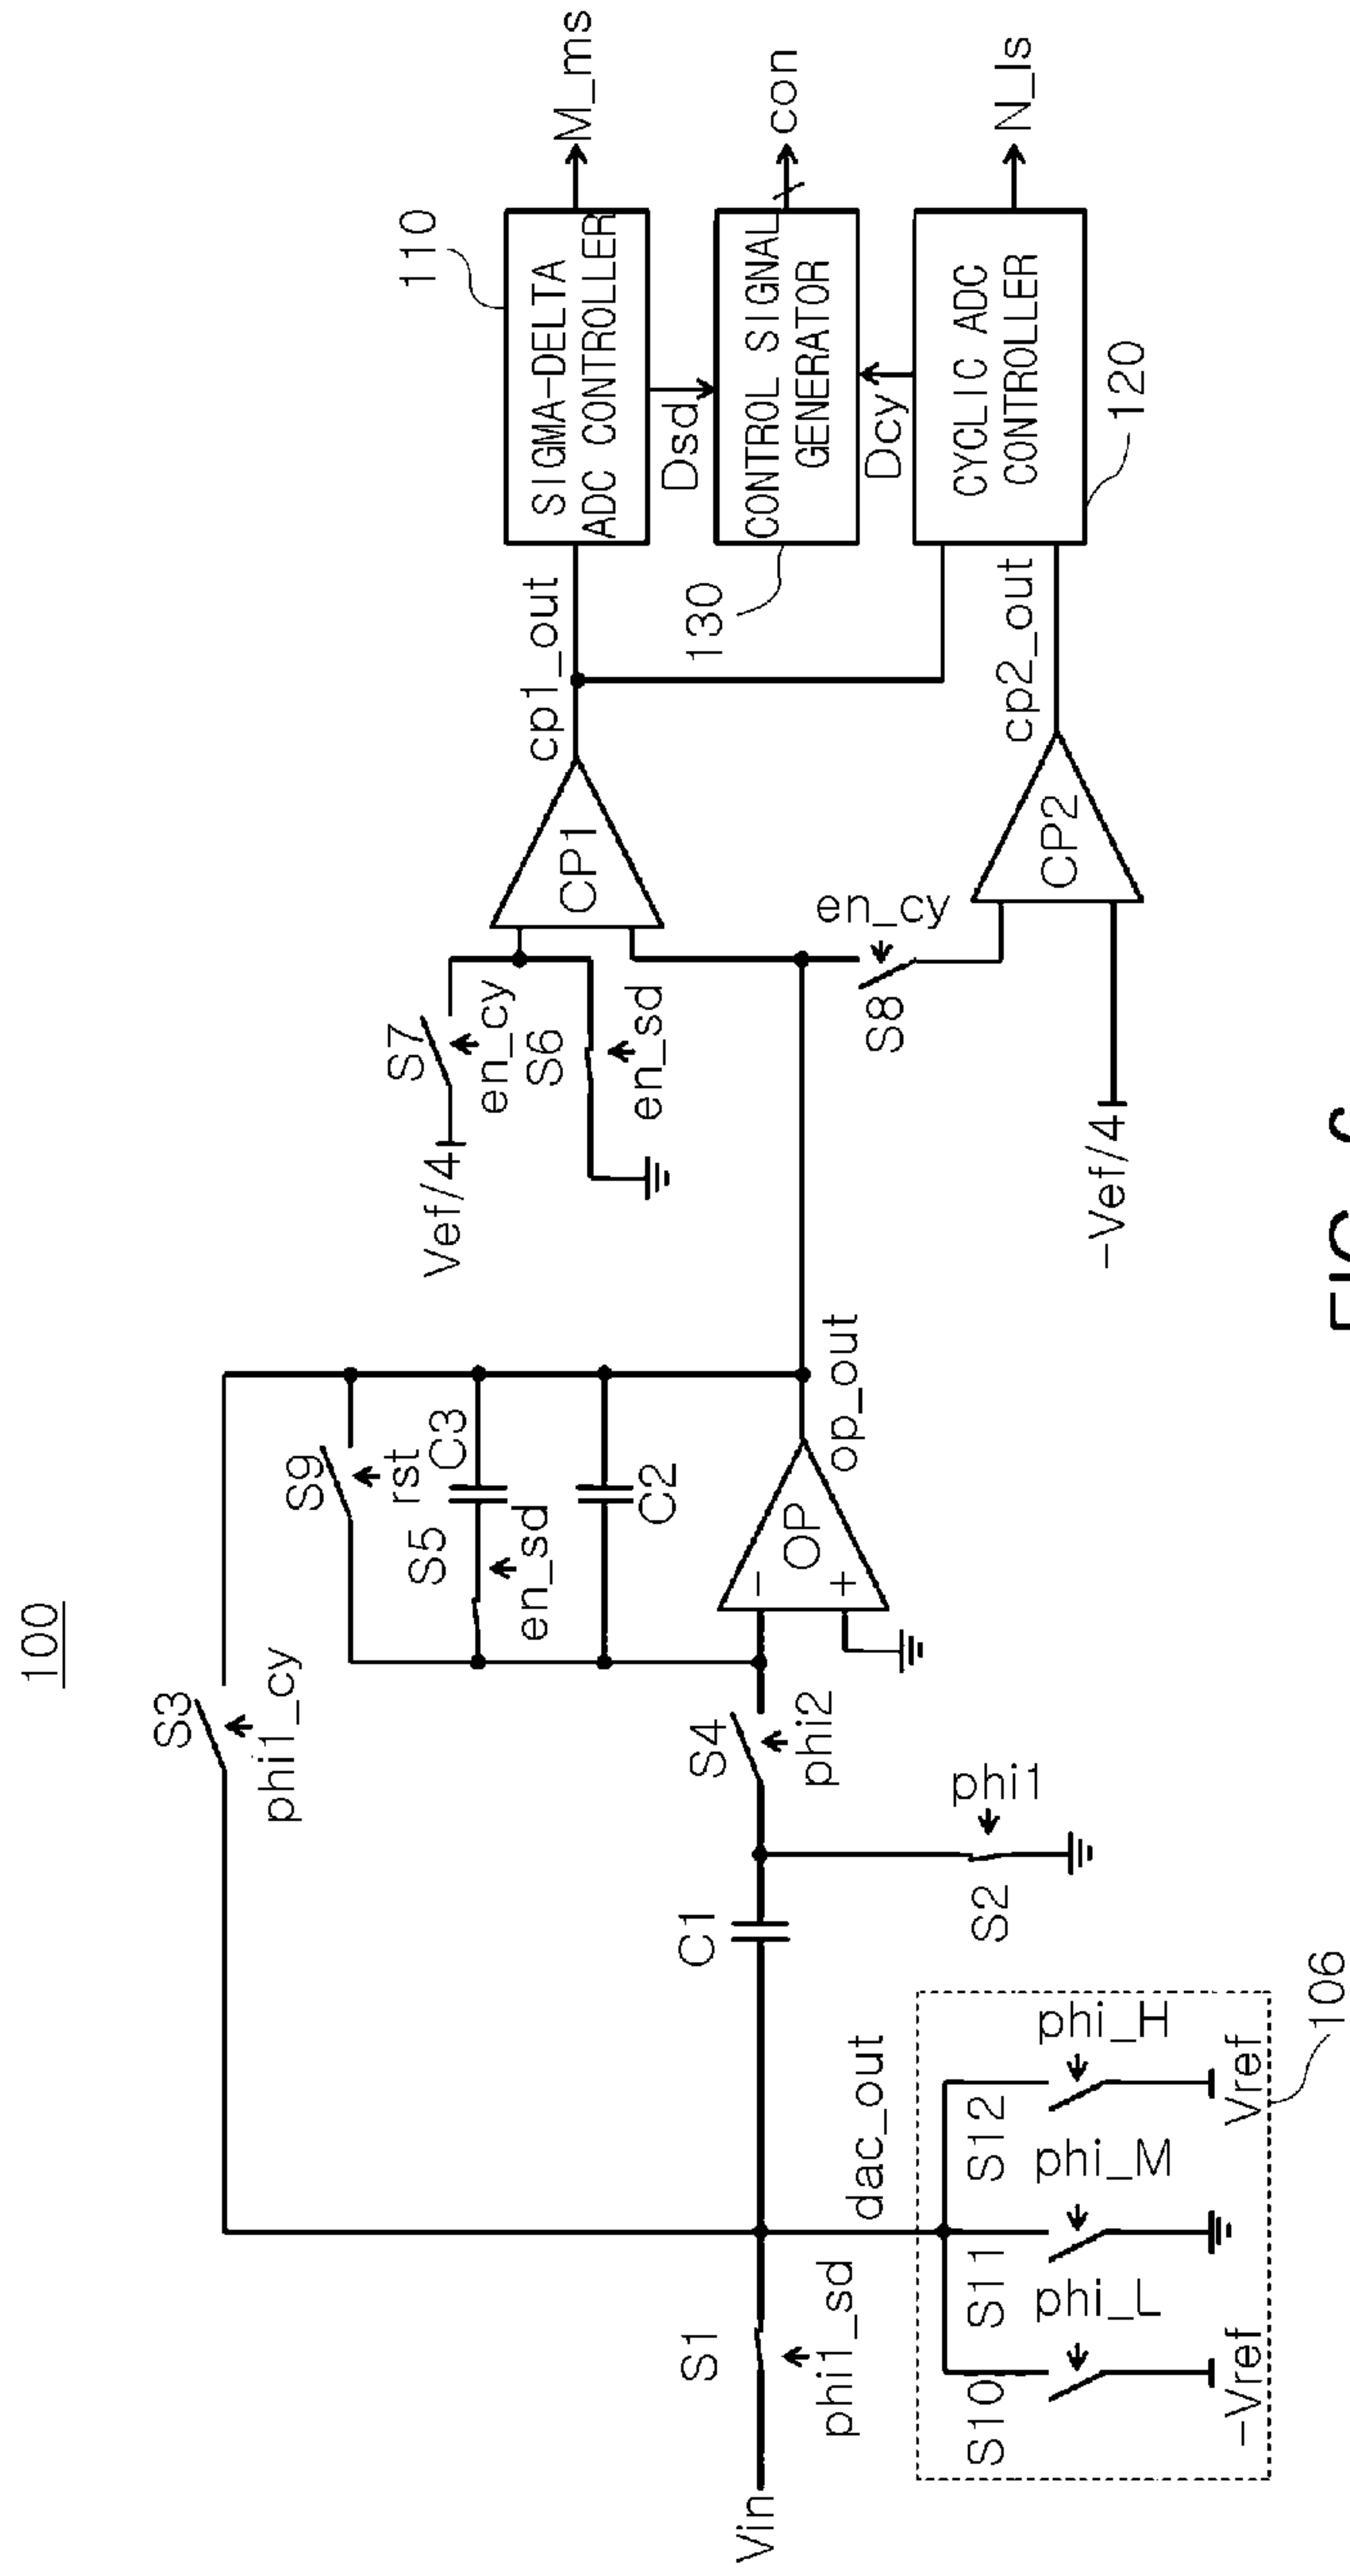 100
S3
phi1_cy
S9
rst
S5
en_sd
C3
C2
S4
phi2
OP
-
+
op_out
C1
S2
phi1
Vin
S1
phi1_sd
dac_out
S10
phi_L
-Vref
S11
phi_M
S12
phi_H
Vref
106
S7
en_cy
Vef/4
S6
en_sd
CP1
cp1_out
S8
en_cy
CP2
cp2_out
-Vef/4
110
SIGMA-DELTA
ADC CONTROLLER
M_ms
Dsd
130
CONTROL SIGNAL
GENERATOR
con
Dcy
CYCLIC ADC
CONTROLLER
120
N_ls